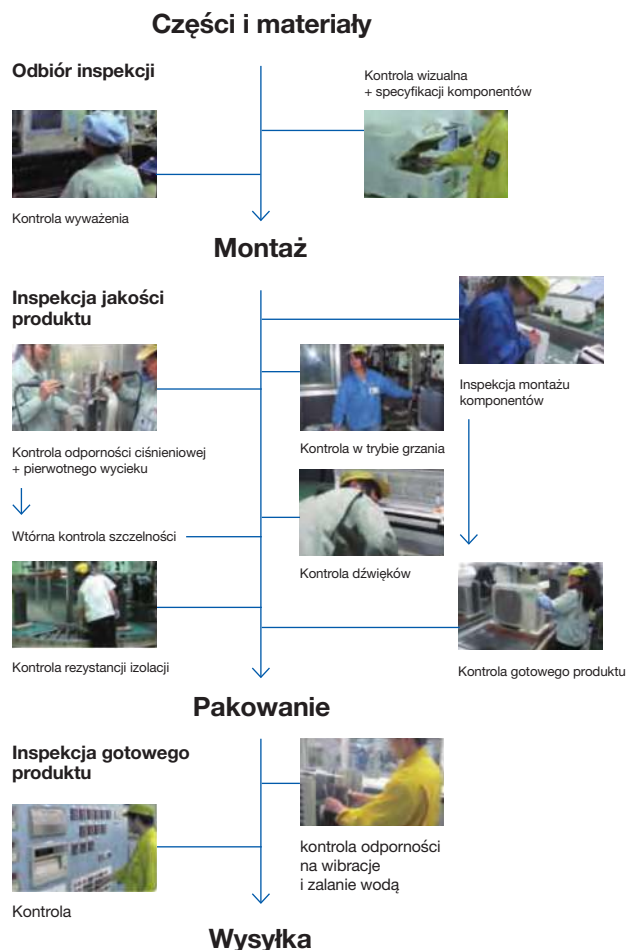 Części i materiały
Odbiór inspekcji
Kontrola wizualna
+ specyfikacji komponentów
Kontrola wyważenia
Montaż
Inspekcja jakości
produktu
Inspekcja montażu
komponentów
Kontrola odporności ciśnieniowej
+ pierwotnego wycieku
Kontrola w trybie grzania
Wtórna kontrola szczelności
Kontrola dźwięków
Kontrola rezystancji izolacji
Kontrola gotowego produktu
Pakowanie
Inspekcja gotowego
produktu
kontrola odporności
na wibracje
i zalanie wodą
Kontrola
Wysyłka